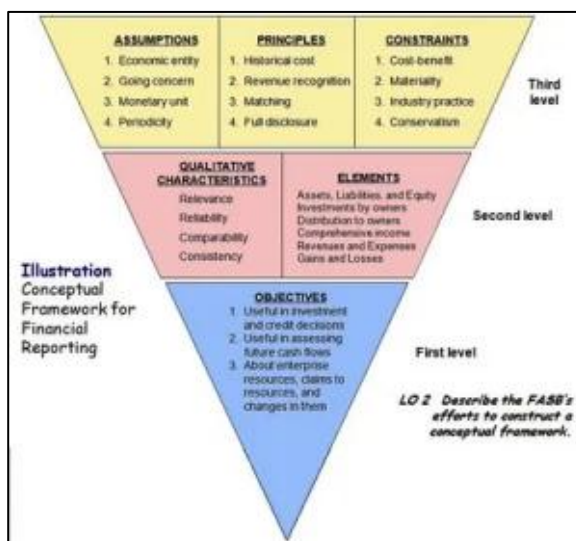 ASSUMPTIONS
1. Economic entity
2. Going concern
3. Monetary unit
4. Periodicity
PRINCIPLES
1. Historical cost
2. Revenue recognition
3. Matching
4. Full disclosure
CONSTRAINTS
1. Cost-benefit
2. Materiality
3. Industry practice
4. Conservatism
Third
level
QUALITATIVE
CHARACTERISTICS
Relevance
Reliability
Comparability
Consistency
ELEMENTS
Assets, Liabilities, and Equity
Investments by owners
Distribution to owners
Comprehensive income
Revenues and Expenses
Gains and Losses
Second level
Illustration
Conceptual
Framework for
Financial
Reporting
OBJECTIVES
1. Useful in investment
and credit decisions
2. Useful in assessing
future cash flows
3. About enterprise
resources, claims to
resources, and
changes in them
First level
LO 2 Describe the FASB's
efforts to construct a
conceptual framework.